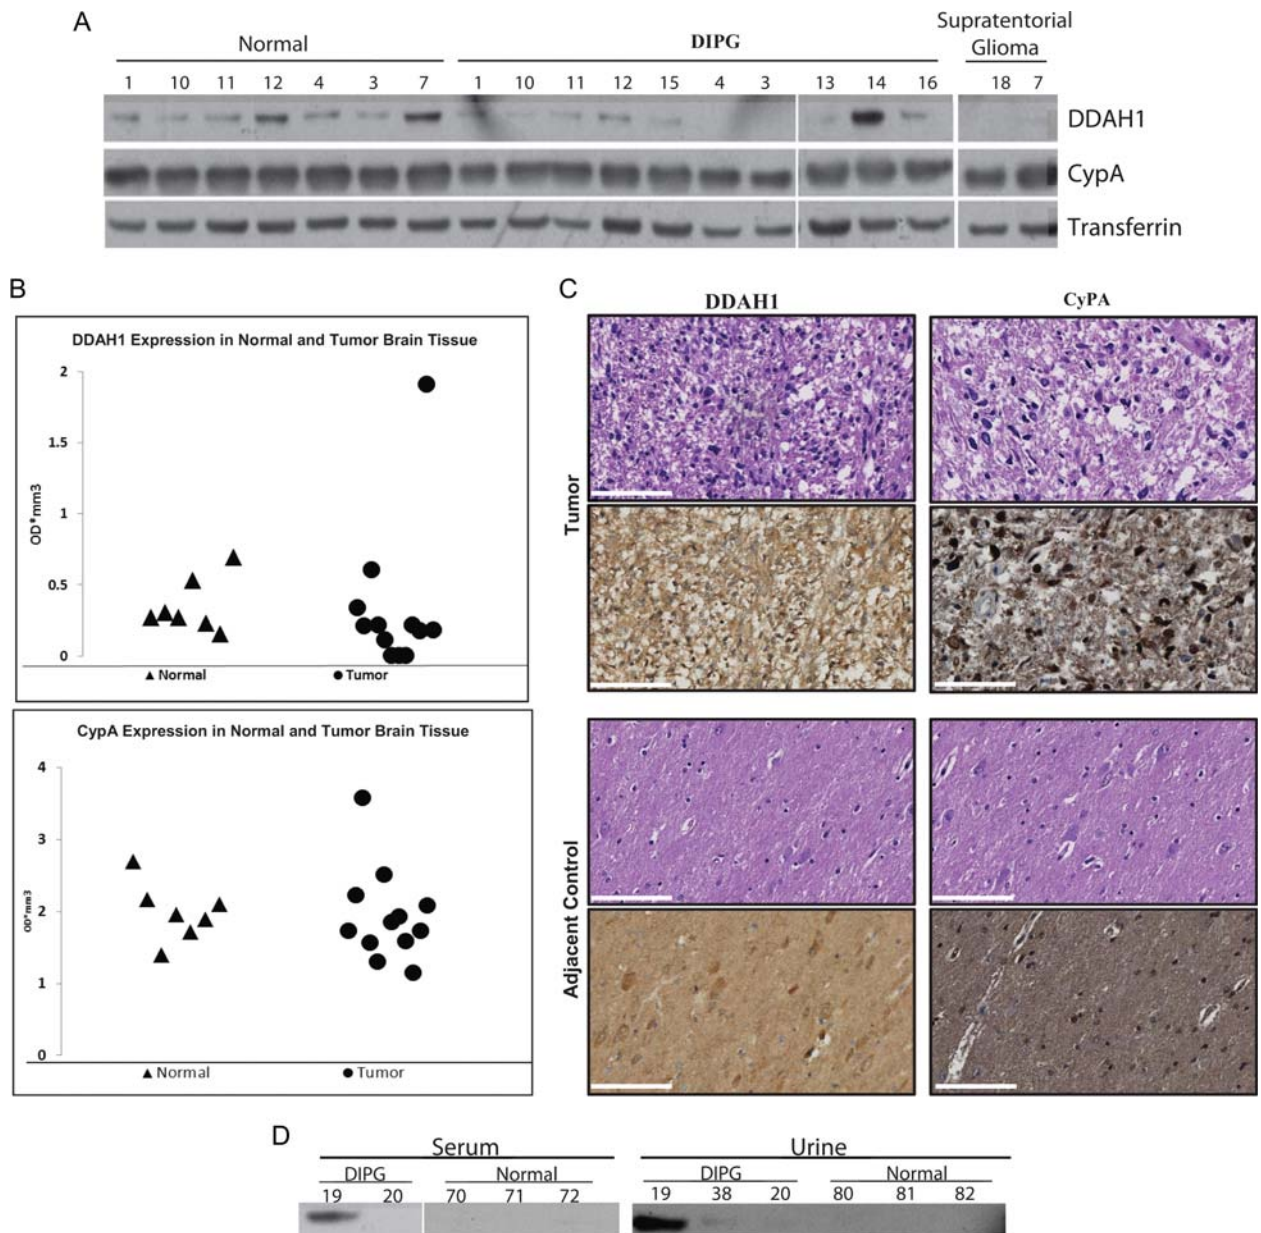 A
Normal
DIPG
Supratentorial
Glioma
1 10 11 12 4 3 7 1 10 11 12 15 4 3 13 14 16 18 7
DDAH1
CypA
Transferrin
B
DDAH1 Expression in Normal and Tumor Brain Tissue
2
1.5
1
0.5
0
OD*mm3
▲ Normal ● Tumor
CypA Expression in Normal and Tumor Brain Tissue
4
3
2
1
0
OD*mm3
▲ Normal ● Tumor
C
DDAH1 CyPA
Tumor
Adjacent Control
D
Serum Urine
DIPG Normal DIPG Normal
19 20 70 71 72 19 38 20 80 81 82